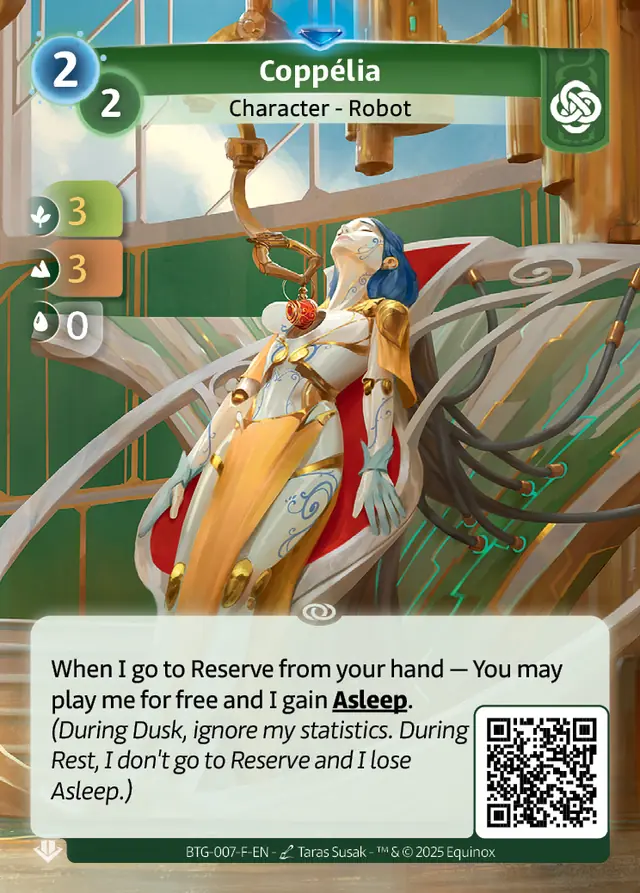 2
Coppélia
2
Character - Robot
3
3
0
When I go to Reserve from your hand — You may
play me for free and I gain Asleep.
(During Dusk, ignore my statistics. During
Rest, I don't go to Reserve and I lose
Asleep.)
BTG-007-F-EN - Taras Susak - ™ & © 2025 Equinox